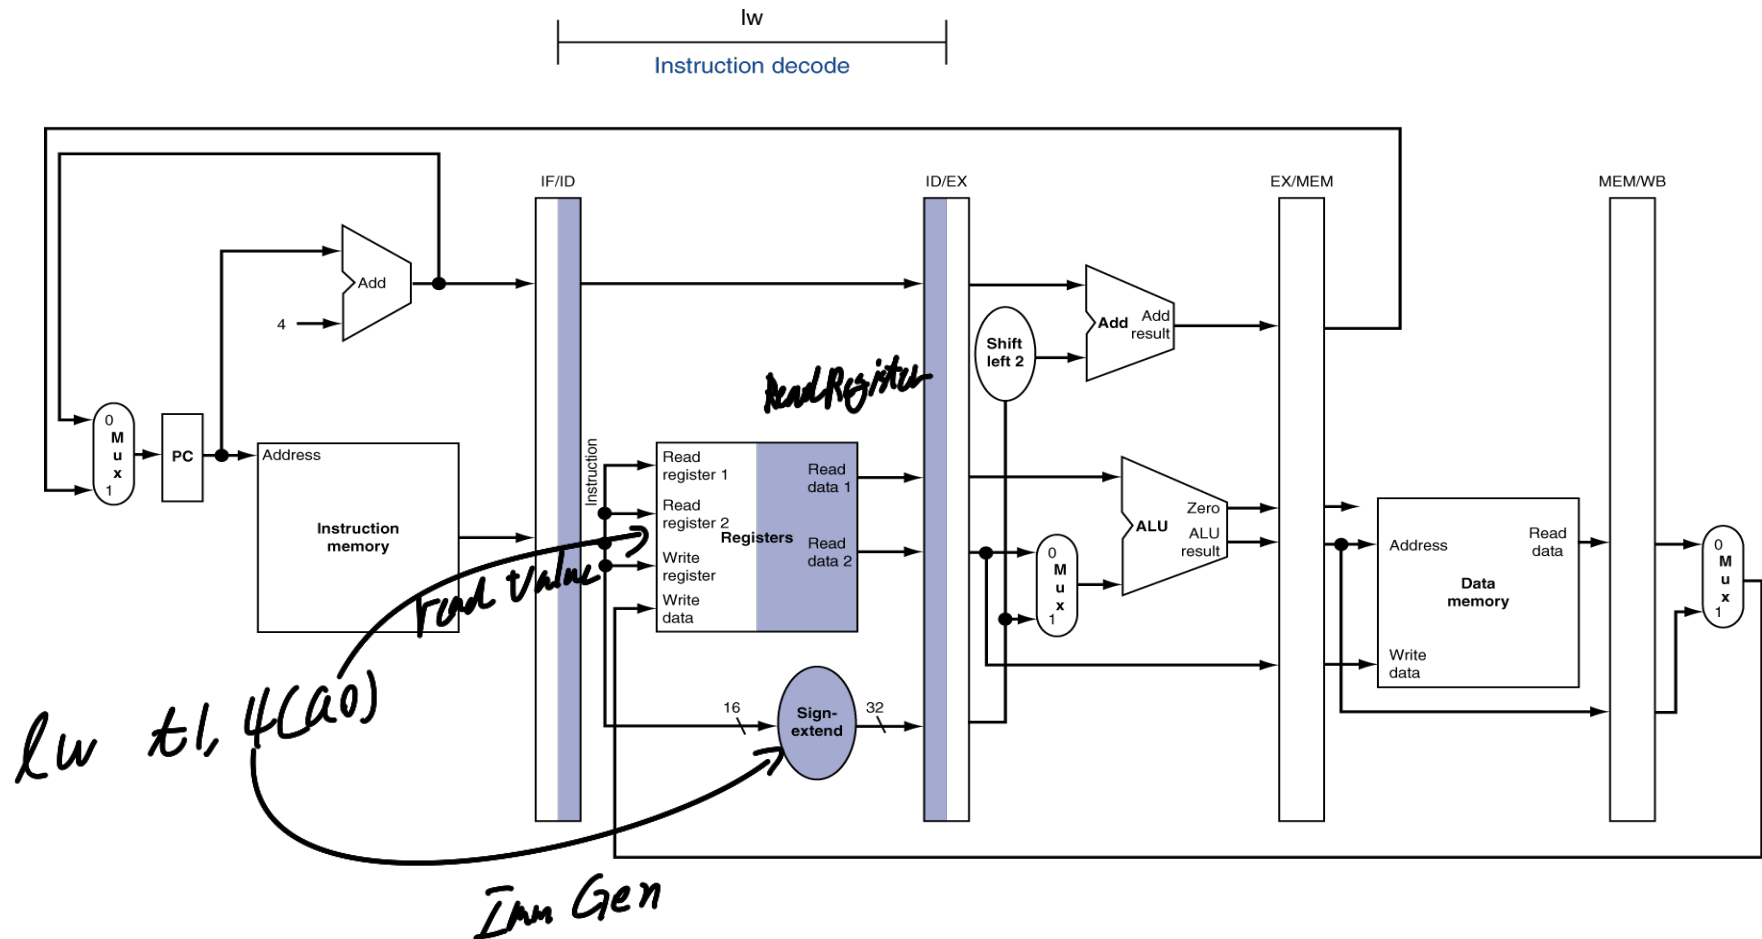 lw
Instruction decode
IF/ID
ID/EX
EX/MEM
MEM/WB
Add
4
Add
Add
result
Shift
left 2
Read Register
0
M
u
x
1
PC
Address
Instruction
memory
Instruction
Read
register 1
Read
register 2
Registers
Write
register
Write
data
Read
data 1
Read
data 2
read value
0
M
u
x
1
Zero
ALU
ALU
result
Address
Read
data
Data
memory
Write
data
0
M
u
x
1
lw t1, 4(a0)
16
Sign-
extend
32
Imm Gen